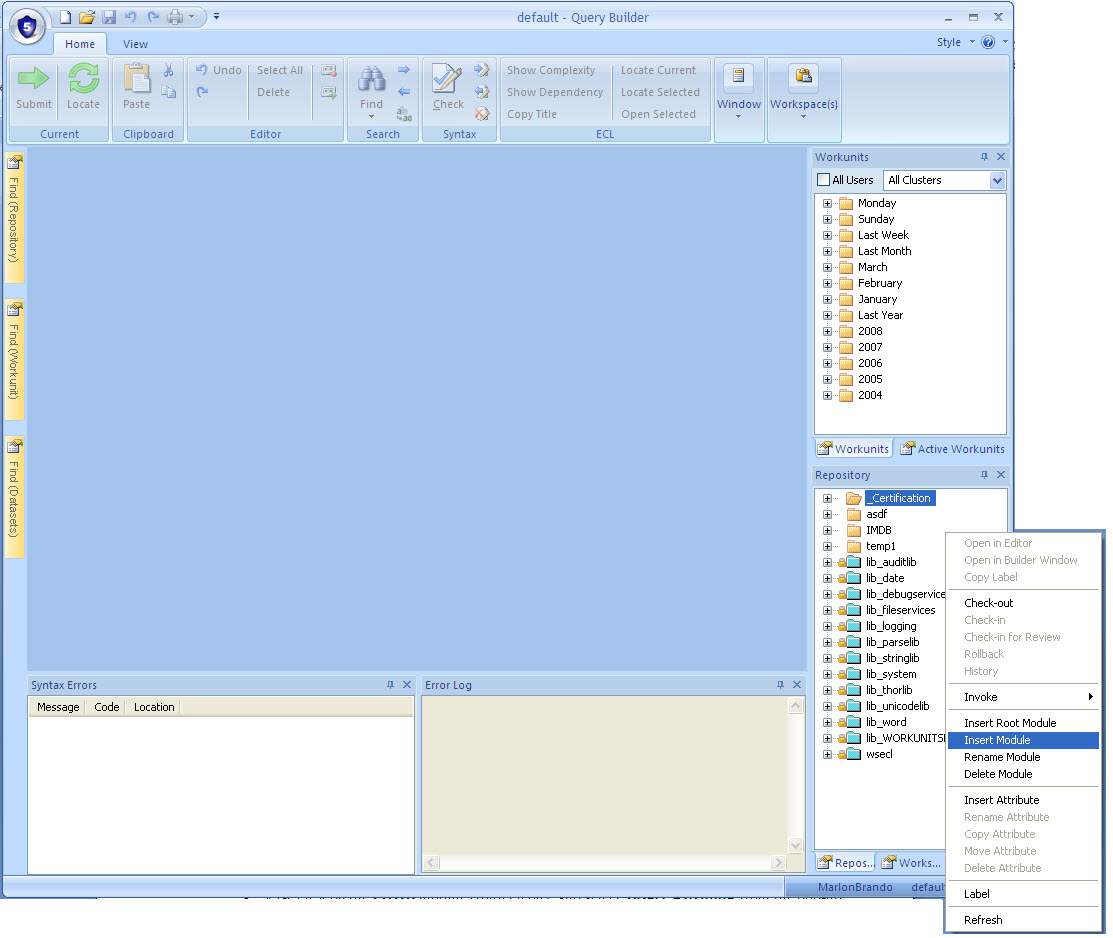 default - Query Builder
5
Home
View
Style
Submit
Locate
Current
Paste
Clipboard
Undo
Select All
Delete
Editor
Find
Search
Check
Syntax
Show Complexity
Locate Current
Show Dependency
Locate Selected
Copy Title
Open Selected
ECL
Window
Workspace(s)
Find (Repository)
Find (Workunit)
Find (Datasets)
Workunits
All Users
All Clusters
Monday
Sunday
Last Week
Last Month
March
February
January
Last Year
2008
2007
2006
2005
2004
Workunits
Active Workunits
Repository
_Certification
asdf
IMDB
temp1
lib_auditlib
lib_date
lib_debugservice
lib_fileservices
lib_logging
lib_parselib
lib_stringlib
lib_system
lib_thorlib
lib_unicodelib
lib_word
lib_WORKUNITS
wsecl
Repos...
Works...
Open in Editor
Open in Builder Window
Copy Label
Check-out
Check-in
Check-in for Review
Rollback
History
Invoke
Insert Root Module
Insert Module
Rename Module
Delete Module
Insert Attribute
Rename Attribute
Copy Attribute
Move Attribute
Delete Attribute
Label
Refresh
Syntax Errors
Message Code Location
Error Log
MarlonBrando
defaul